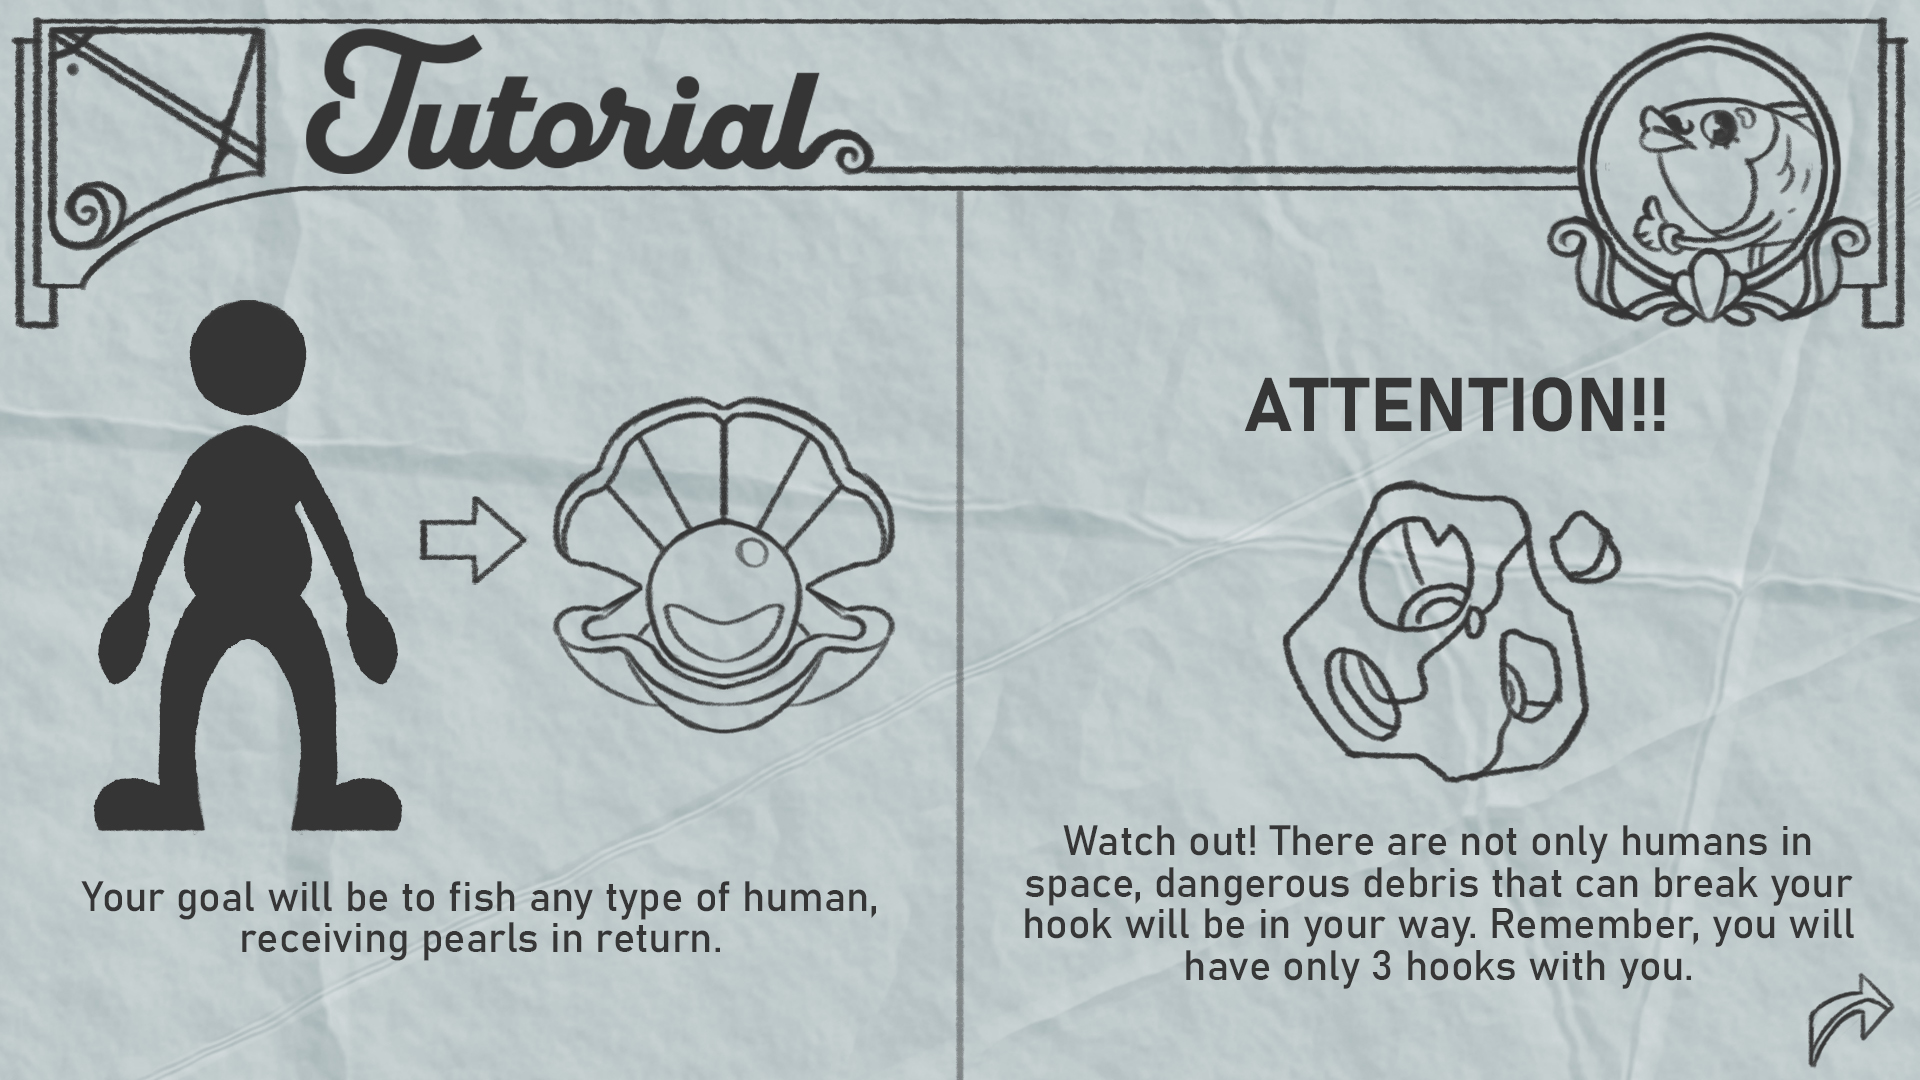 Tutorial
Your goal will be to fish any type of human,
receiving pearls in return.
ATTENTION!!
Watch out! There are not only humans in
space, dangerous debris that can break your
hook will be in your way. Remember, you will
have only 3 hooks with you.